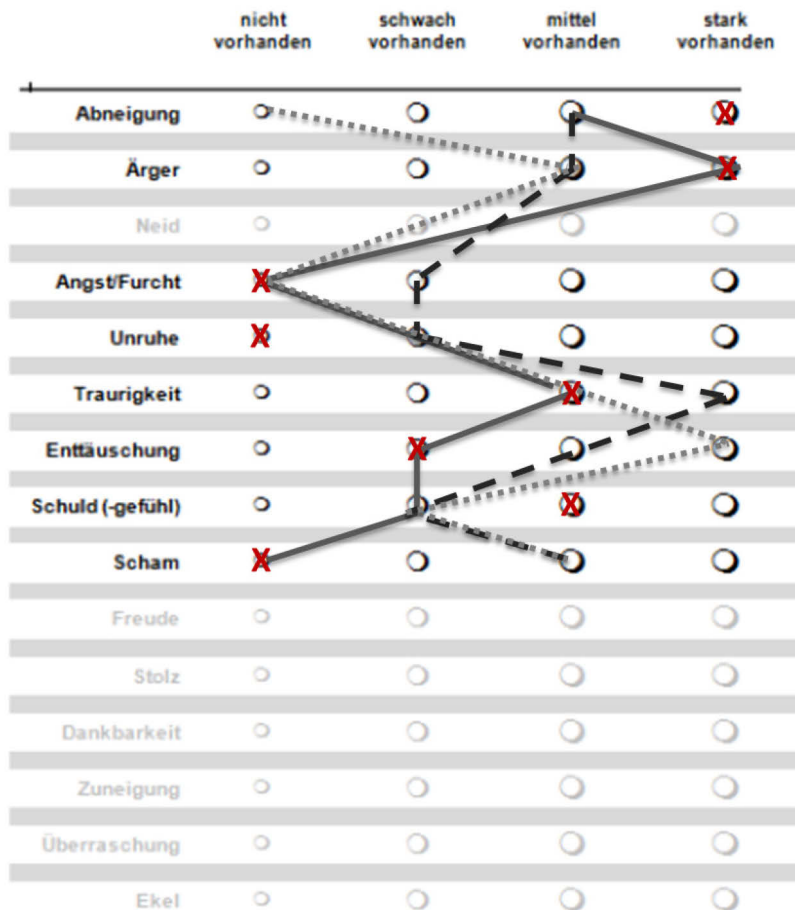 nicht vorhanden
schwach vorhanden
mittel vorhanden
stark vorhanden
Abneigung
Ärger
Neid
Angst/Furcht
Unruhe
Traurigkeit
Enttäuschung
Schuld (-gefühl)
Scham
Freude
Stolz
Dankbarkeit
Zuneigung
Überraschung
Ekel